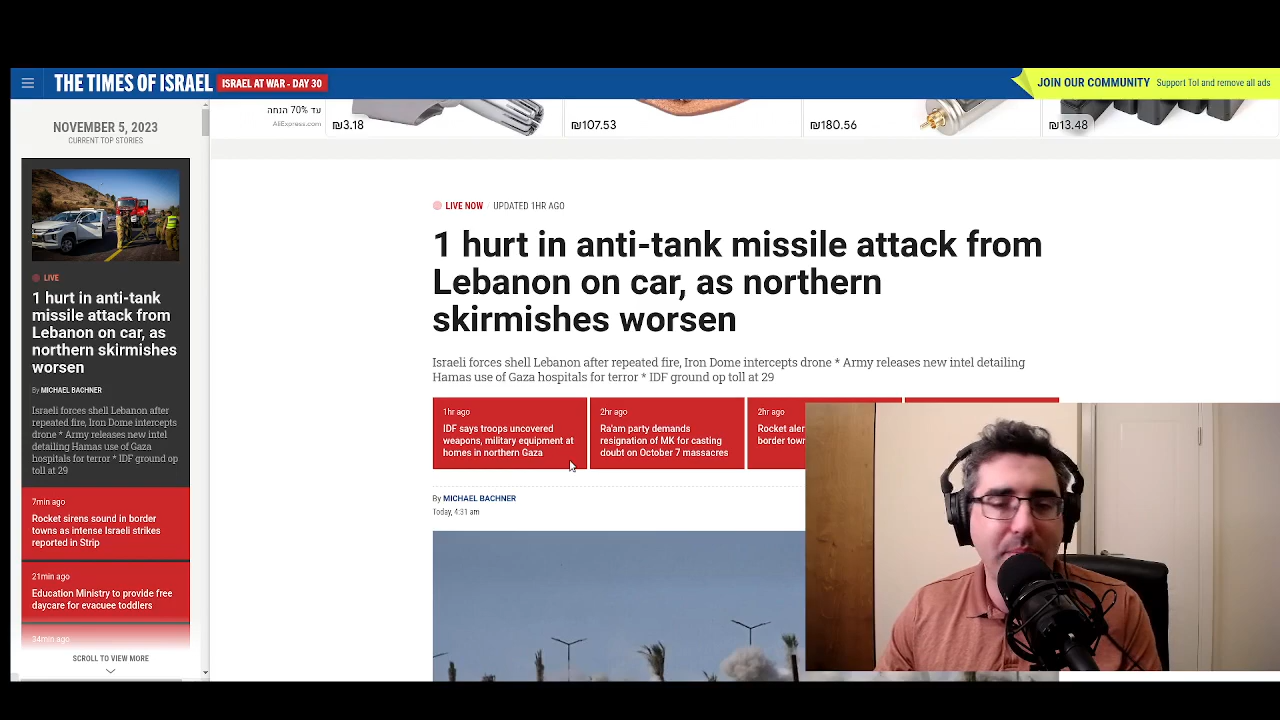 THE TIMES OF ISRAEL
ISRAEL AT WAR - DAY 30
JOIN OUR COMMUNITY Support ToI and remove all ads
עד 70% הנחה
AliExpress.com
₪3.18
₪107.53
₪180.56
₪13.48
NOVEMBER 5, 2023
CURRENT TOP STORIES
LIVE
1 hurt in anti-tank
missile attack from
Lebanon on car, as
northern skirmishes
worsen
By MICHAEL BACHNER
Israeli forces shell Lebanon after
repeated fire, Iron Dome intercepts
drone * Army releases new intel
detailing Hamas use of Gaza
hospitals for terror * IDF ground op
toll at 29
7min ago
Rocket sirens sound in border
towns as intense Israeli strikes
reported in Strip
21min ago
Education Ministry to provide free
daycare for evacuee toddlers
34min ago
SCROLL TO VIEW MORE
LIVE NOW UPDATED 1HR AGO
1 hurt in anti-tank missile attack from
Lebanon on car, as northern
skirmishes worsen
Israeli forces shell Lebanon after repeated fire, Iron Dome intercepts drone * Army releases new intel detailing
Hamas use of Gaza hospitals for terror * IDF ground op toll at 29
1hr ago
IDF says troops uncovered
weapons, military equipment at
homes in northern Gaza
2hr ago
Ra'am party demands
resignation of MK for casting
doubt on October 7 massacres
2hr ago
Rocket
border
By MICHAEL BACHNER
Today, 4:31 am